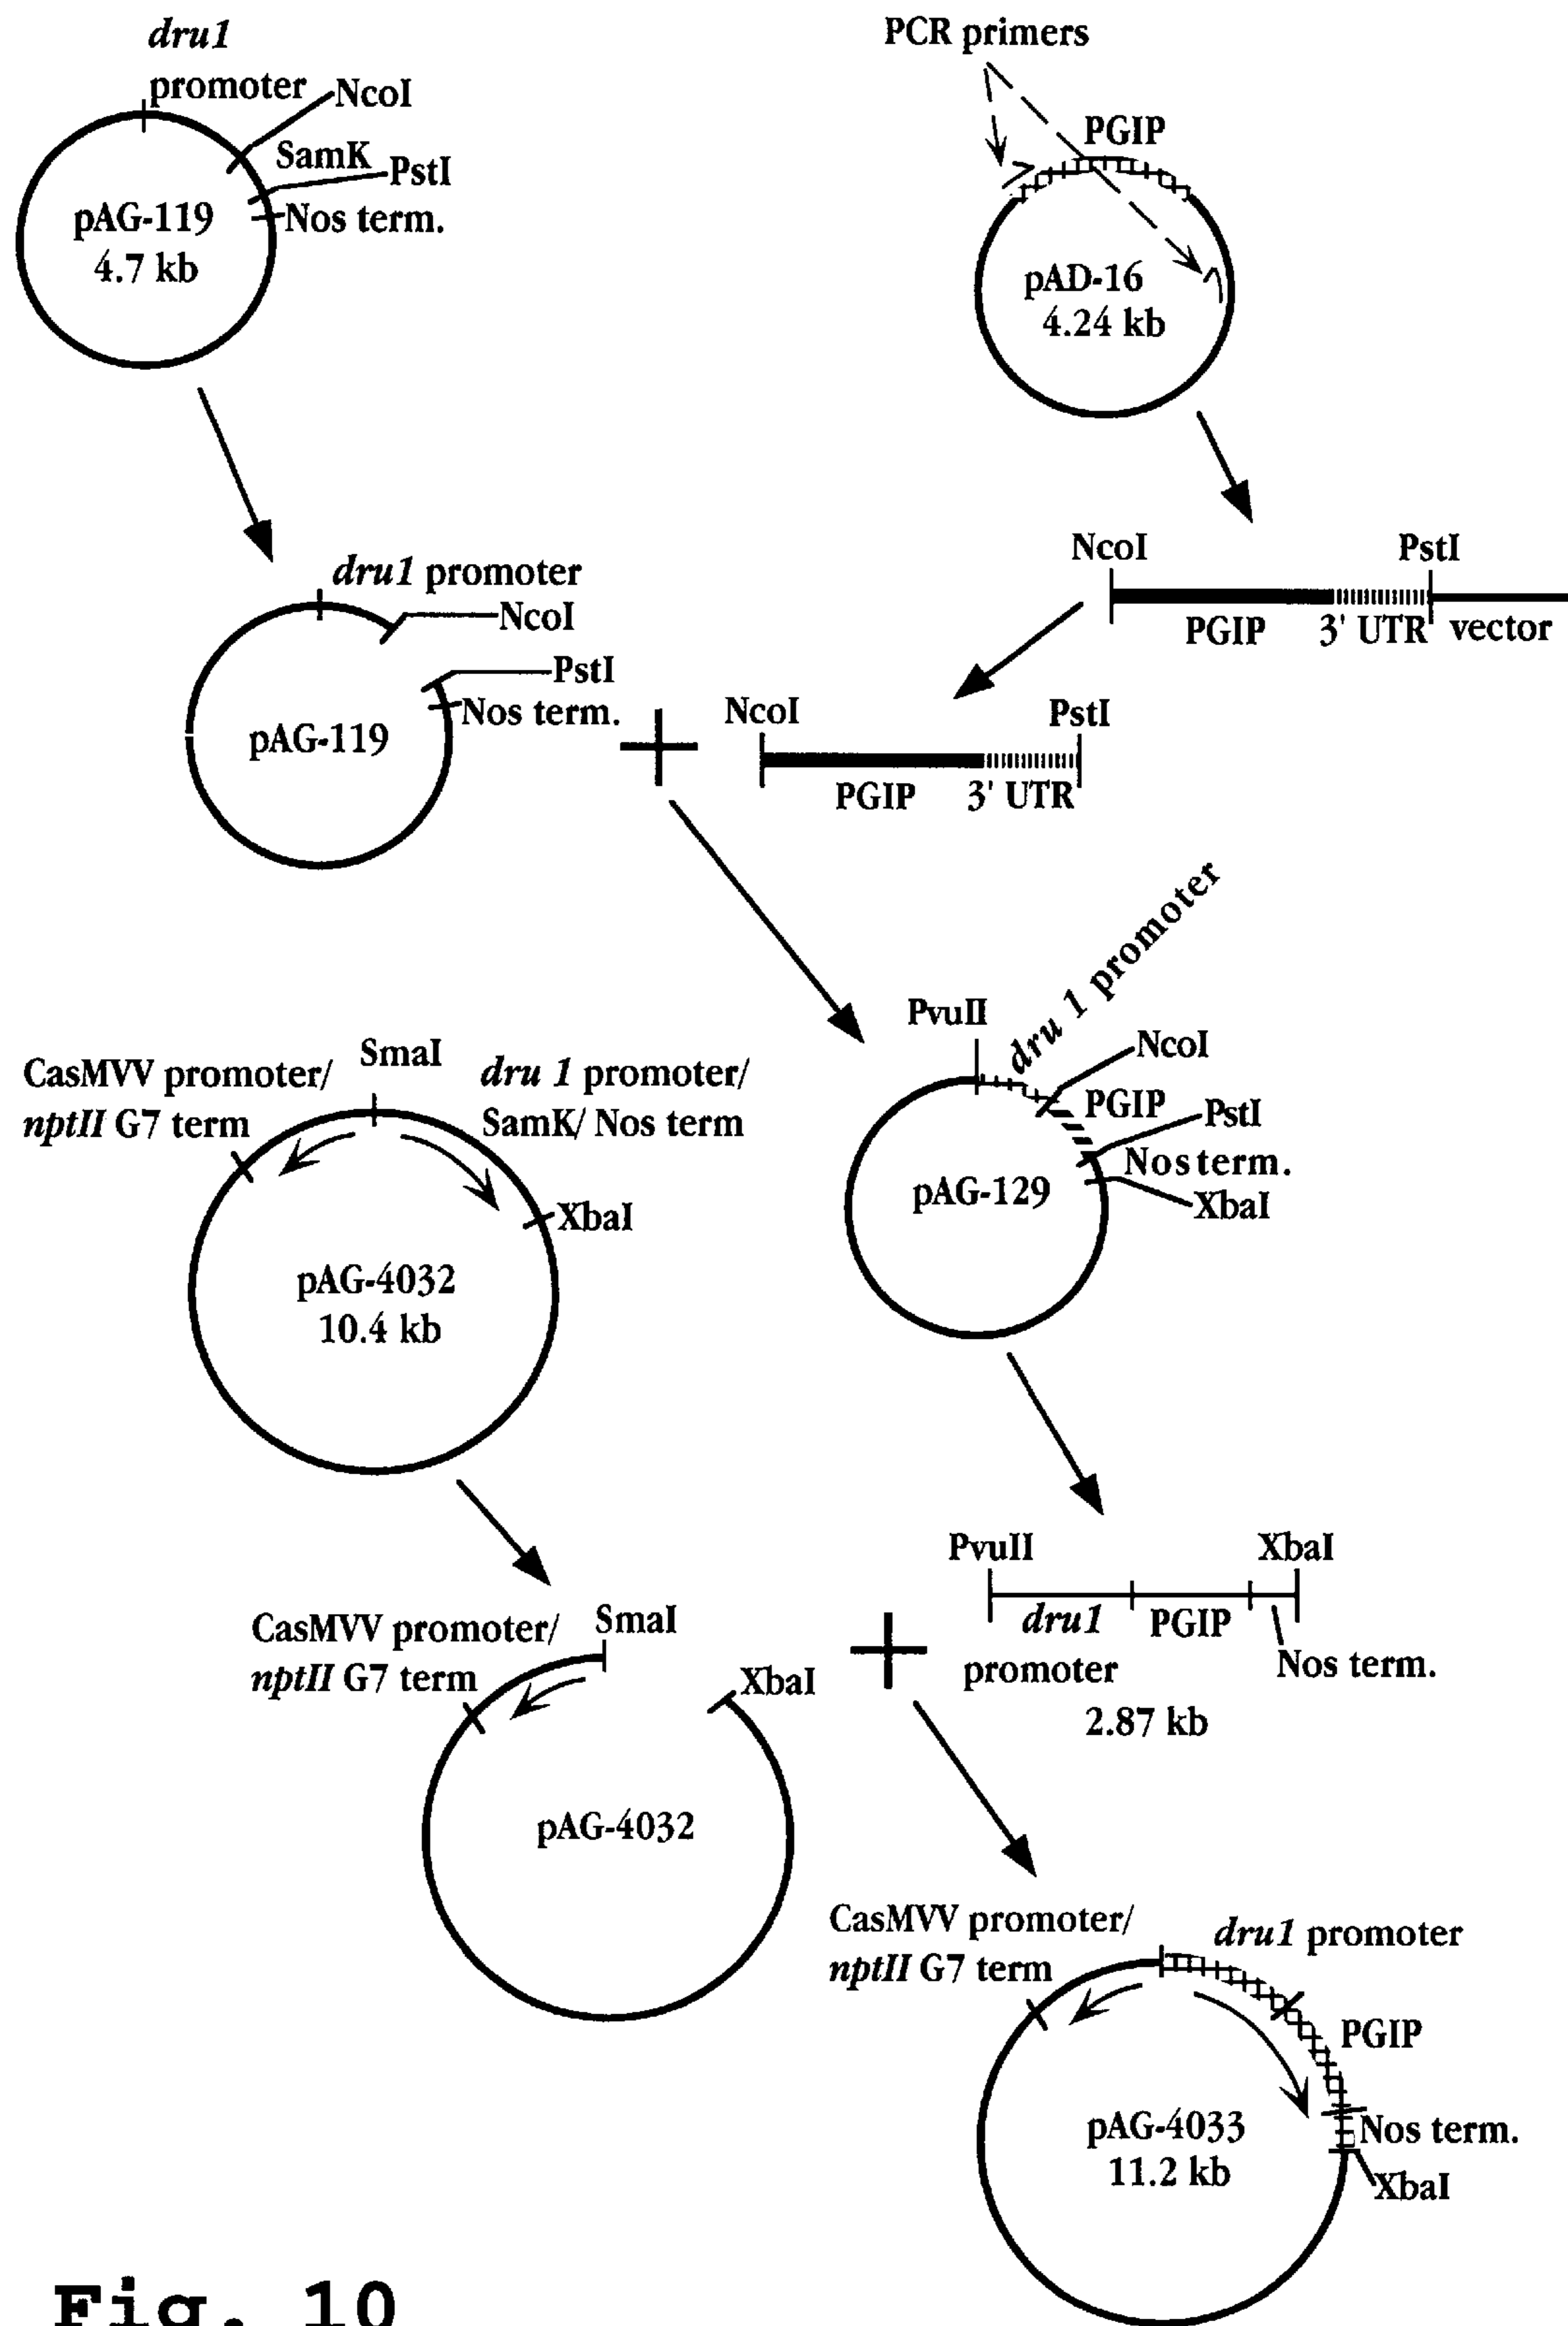 dru1
promoter
NcoI
SamK
PstI
Nos term.
pAG-119
4.7 kb
PCR primers
PGIP
pAD-16
4.24 kb
NcoI
PstI
PGIP
3' UTR
vector
dru1 promoter
NcoI
PstI
Nos term.
pAG-119
NcoI
PstI
PGIP
3' UTR
CasMVV promoter/
nptII G7 term
SmaI
dru 1 promoter/
SamK/ Nos term
XbaI
pAG-4032
10.4 kb
PvuII
dru 1 promoter
NcoI
PGIP
PstI
Nos term.
XbaI
pAG-129
CasMVV promoter/
nptII G7 term
SmaI
XbaI
pAG-4032
PvuII
XbaI
dru1
promoter
PGIP
Nos term.
2.87 kb
CasMVV promoter/
nptII G7 term
dru1 promoter
PGIP
Nos term.
XbaI
pAG-4033
11.2 kb
Fig. 10